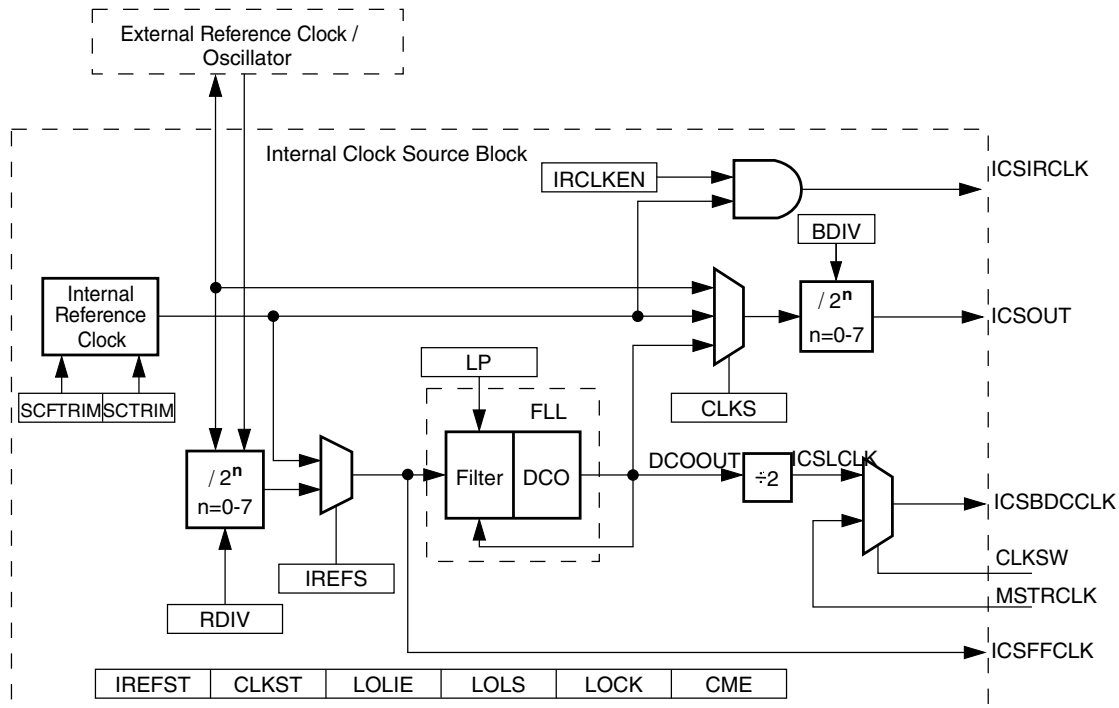 External Reference Clock /
Oscillator
Internal Clock Source Block
IRCLKEN
ICSIRCLK
BDIV
Internal
Reference
Clock
/ 2ⁿ
n=0-7
ICSOUT
LP
SCFTRIM
SCTRIM
FLL
CLKS
/ 2ⁿ
n=0-7
Filter
DCO
DCOOUT
÷2
ICSLCLK
ICSBDCCLK
IREFS
CLKSW
RDIV
MSTRCLK
ICSFFCLK
IREFST
CLKST
LOLIE
LOLS
LOCK
CME